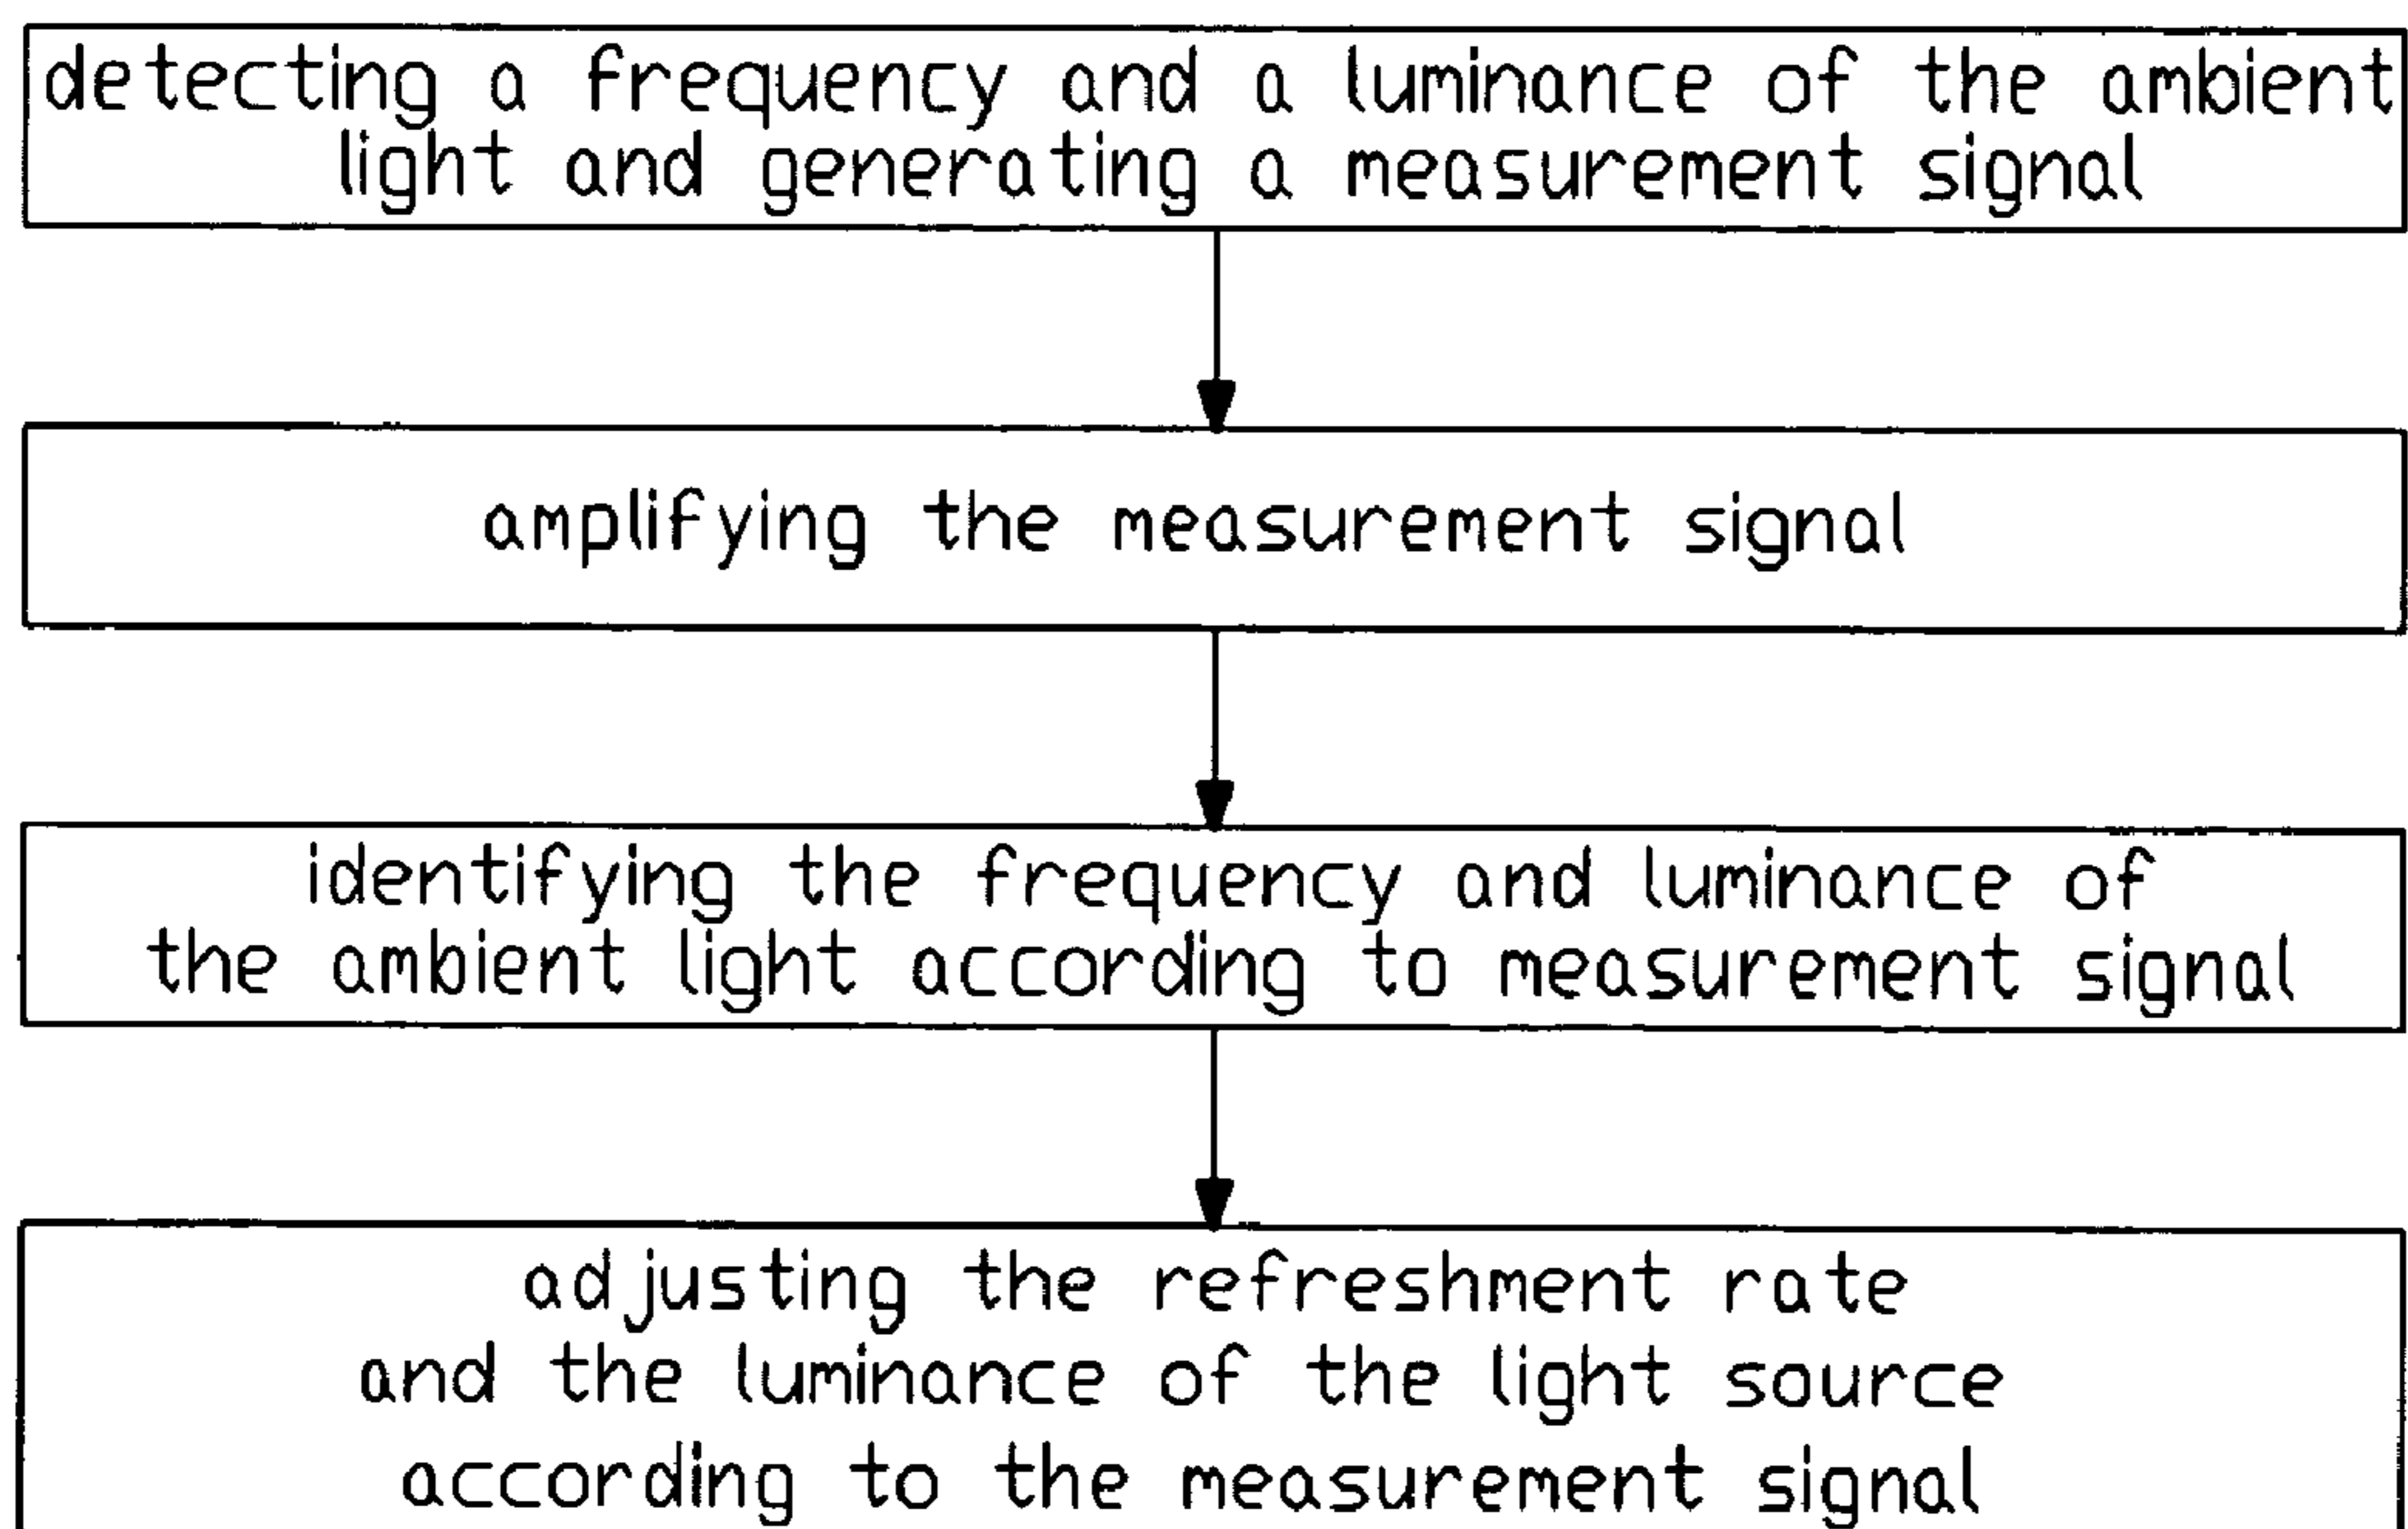 detecting a frequency and a luminance of the ambient
light and generating a measurement signal
amplifying the measurement signal
identifying the frequency and luminance of
the ambient light according to measurement signal
adjusting the refreshment rate
and the luminance of the light source
according to the measurement signal